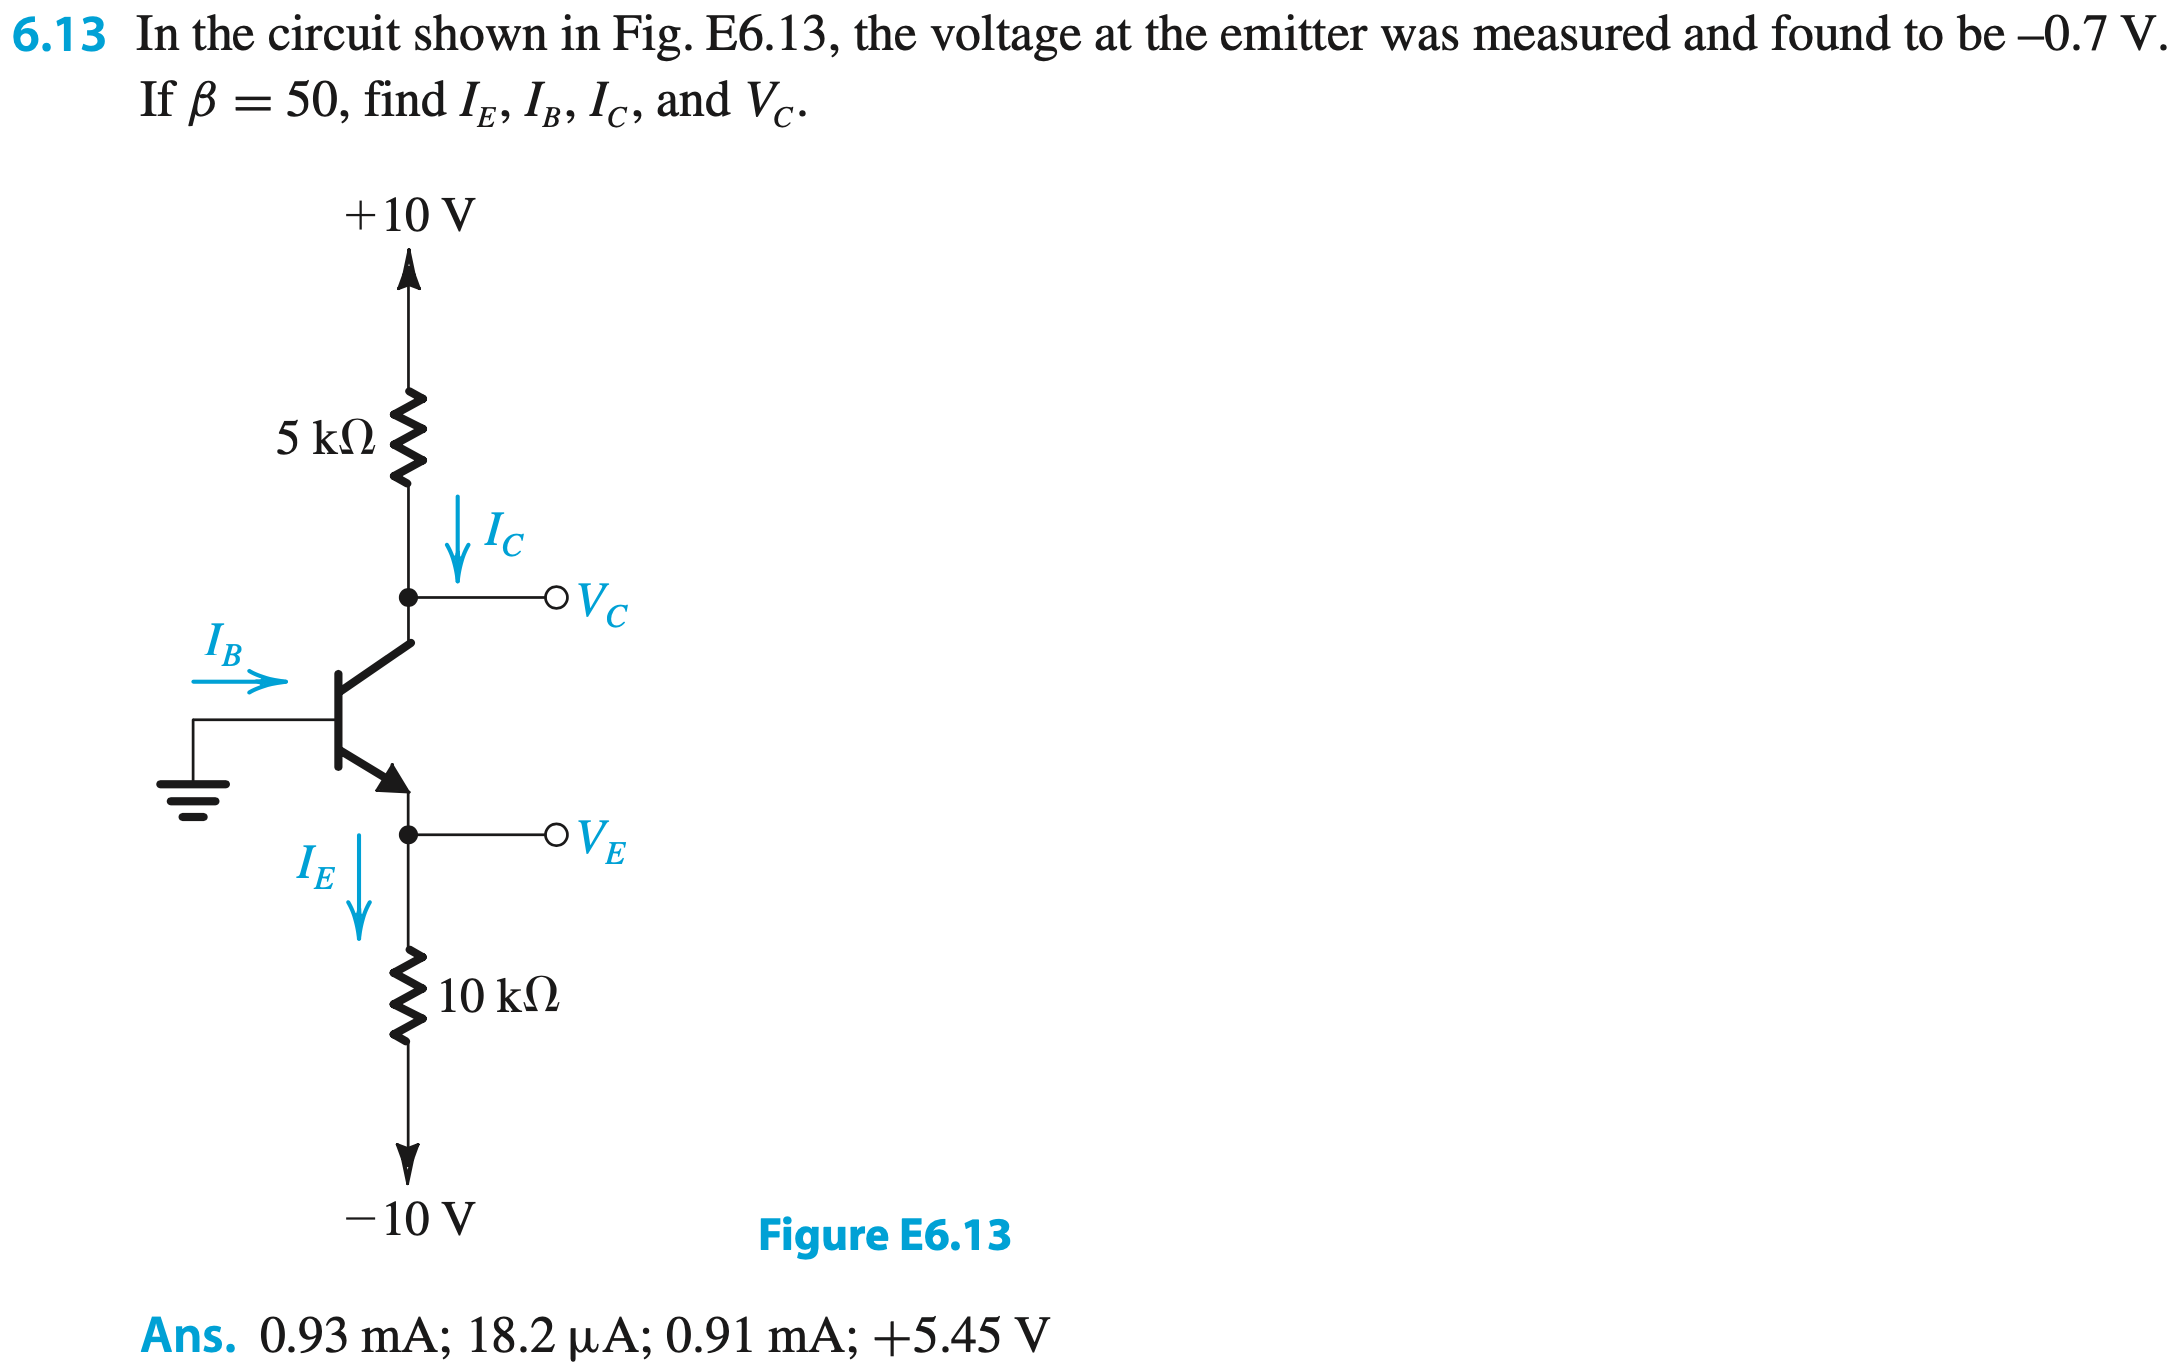 6.13 In the circuit shown in Fig. E6.13, the voltage at the emitter was measured and found to be –0.7 V.
If β = 50, find I_E, I_B, I_C, and V_C.
+10 V
5 kΩ
I_C
V_C
I_B
V_E
I_E
10 kΩ
−10 V
Figure E6.13
Ans. 0.93 mA; 18.2 μA; 0.91 mA; +5.45 V